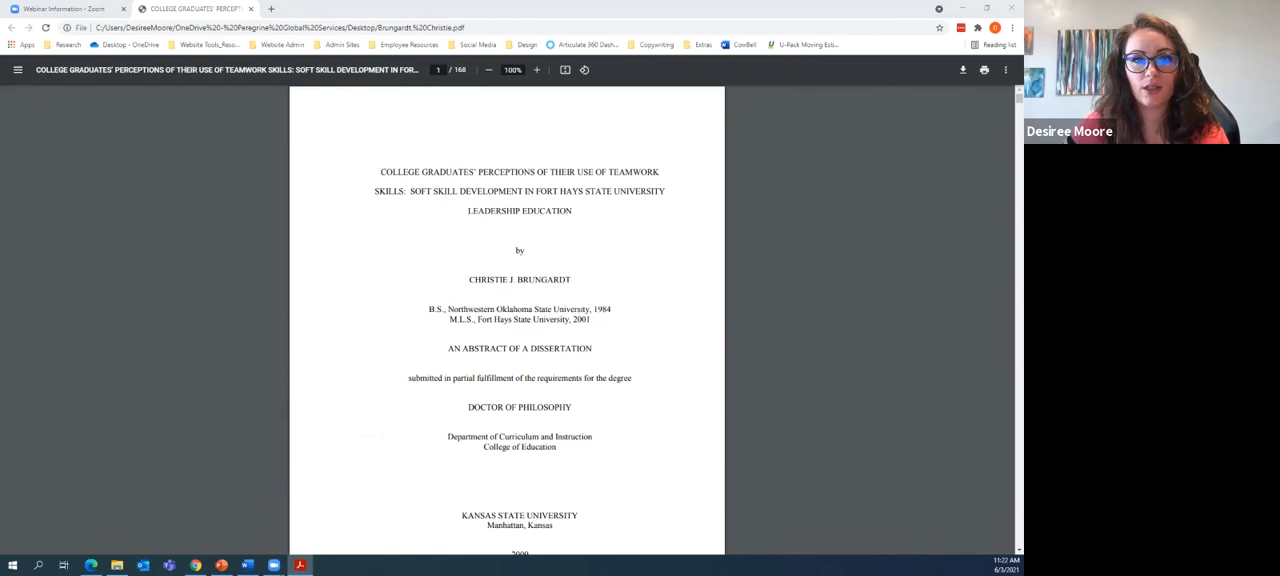 Webinar Information - Zoom
COLLEGE GRADUATES' PERCEPT
File C:/Users/DesireeMoore/OneDrive%20-%20Peregrine%20Global%20Services/Desktop/Brungardt,%20Christie.pdf
Apps Research Desktop - OneDrive Website Tools_Reso... Website Admin Admin Sites Employee Resources Social Media Design Articulate 360 Dash... Copywriting Extras CowBell U-Pack Moving Esti... Reading list
COLLEGE GRADUATES' PERCEPTIONS OF THEIR USE OF TEAMWORK SKILLS: SOFT SKILL DEVELOPMENT IN FOR... 1 / 168 100%
COLLEGE GRADUATES' PERCEPTIONS OF THEIR USE OF TEAMWORK
SKILLS: SOFT SKILL DEVELOPMENT IN FORT HAYS STATE UNIVERSITY
LEADERSHIP EDUCATION
by
CHRISTIE J. BRUNGARDT
B.S., Northwestern Oklahoma State University, 1984
M.L.S., Fort Hays State University, 2001
AN ABSTRACT OF A DISSERTATION
submitted in partial fulfillment of the requirements for the degree
DOCTOR OF PHILOSOPHY
Department of Curriculum and Instruction
College of Education
KANSAS STATE UNIVERSITY
Manhattan, Kansas
2009
Desiree Moore
11:22 AM
6/3/2021